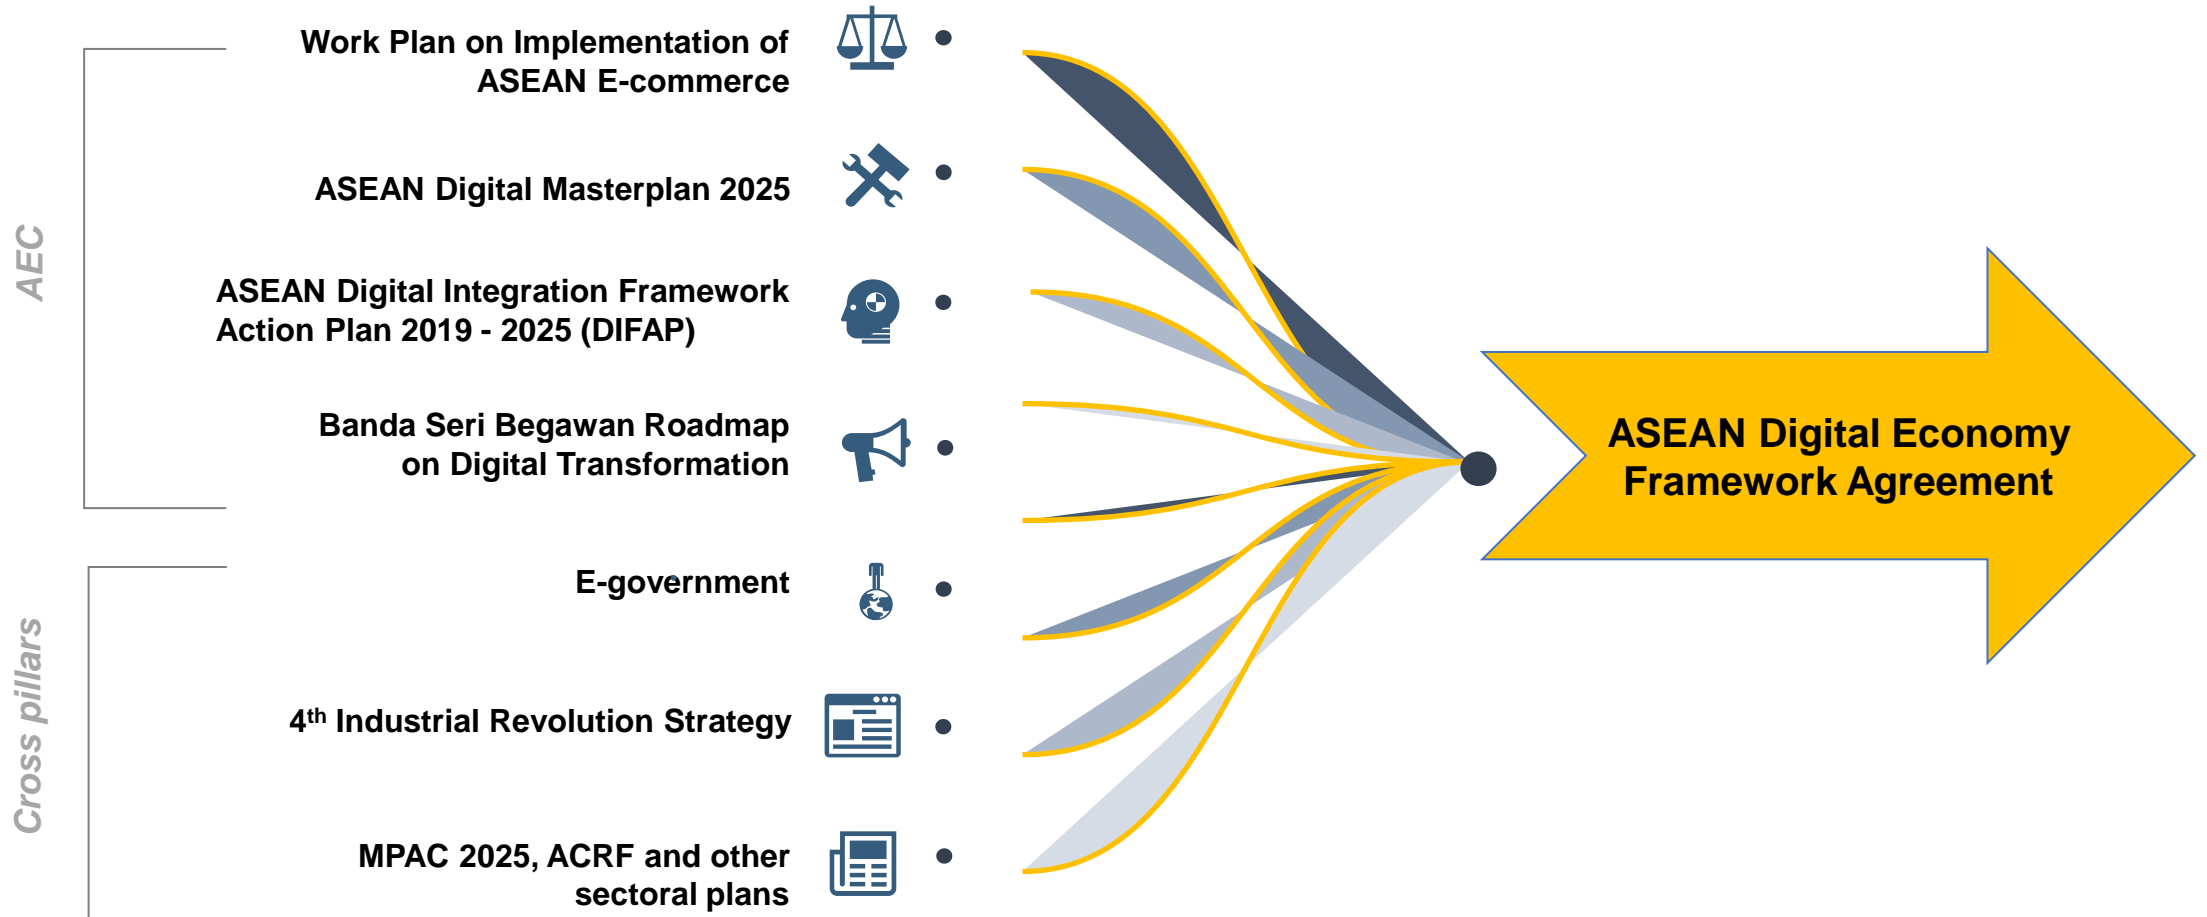 AEC
Work Plan on Implementation of
ASEAN E-commerce
ASEAN Digital Masterplan 2025
ASEAN Digital Integration Framework
Action Plan 2019 - 2025 (DIFAP)
Banda Seri Begawan Roadmap
on Digital Transformation
Cross pillars
E-government
4th Industrial Revolution Strategy
MPAC 2025, ACRF and other
sectoral plans
ASEAN Digital Economy
Framework Agreement